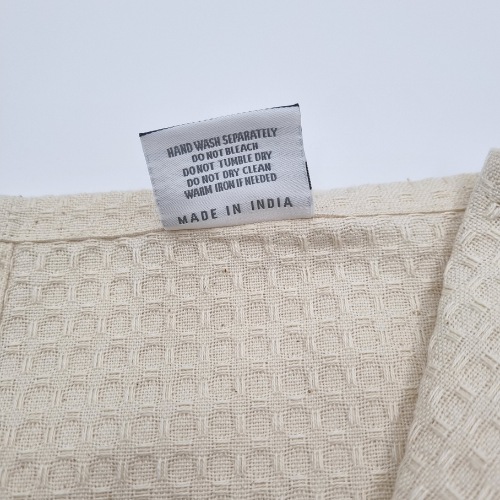 HAND WASH SEPARATELY
DO NOT BLEACH
DO NOT TUMBLE DRY
DO NOT DRY CLEAN
WARM IRON IF NEEDED
MADE IN INDIA